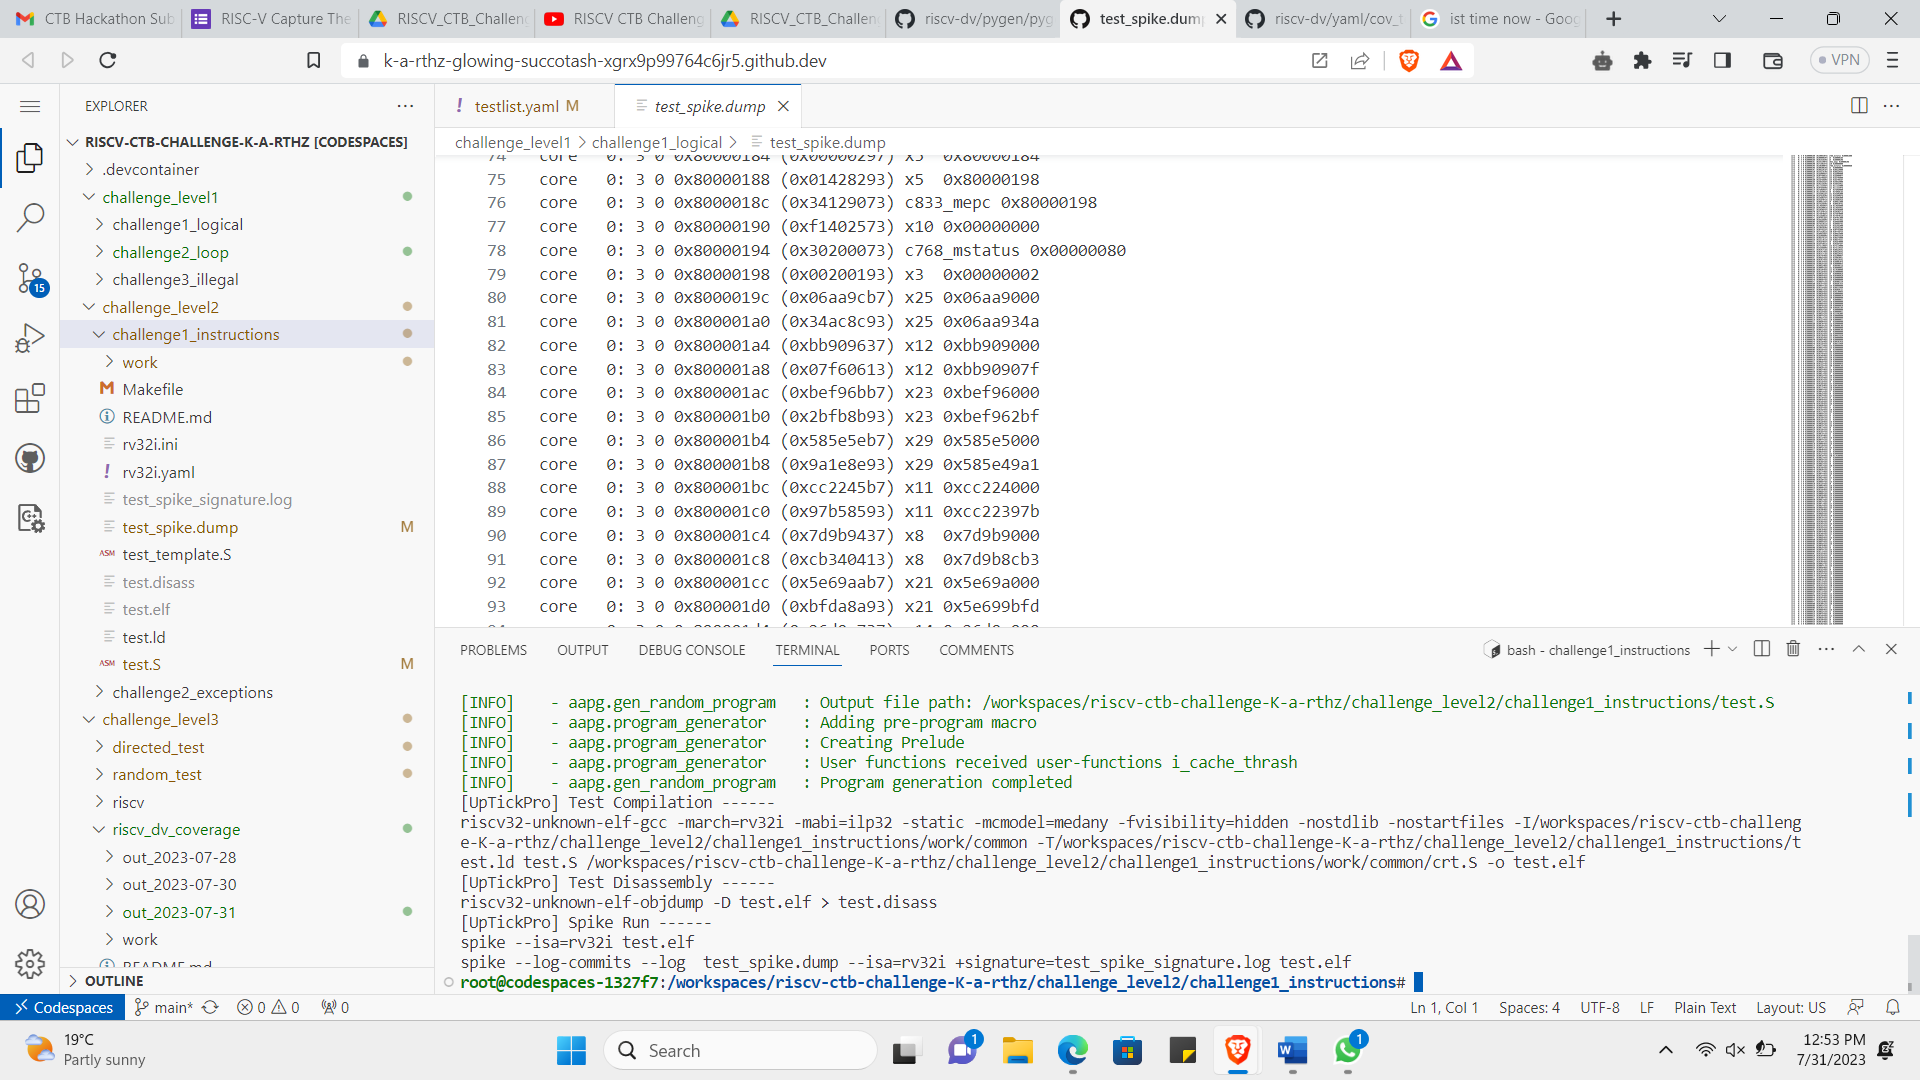 CTB Hackathon Sub
RISC-V Capture The
RISCV_CTB_Challeng
RISCV CTB Challeng
RISCV_CTB_Challen
riscv-dv/pygen/pyg
test_spike.dum
riscv-dv/yaml/cov_t
ist time now - Goog
k-a-rthz-glowing-succotash-xgrx9p99764c6jr5.github.dev
VPN
EXPLORER
RISCV-CTB-CHALLENGE-K-A-RTHZ [CODESPACES]
.devcontainer
challenge_level1
challenge1_logical
challenge2_loop
challenge3_illegal
challenge_level2
challenge1_instructions
work
Makefile
README.md
rv32i.ini
rv32i.yaml
test_spike_signature.log
test_spike.dump M
test_template.S
test.disass
test.elf
test.ld
test.S M
challenge2_exceptions
challenge_level3
directed_test
random_test
riscv
riscv_dv_coverage
out_2023-07-28
out_2023-07-30
out_2023-07-31
work
README.md
OUTLINE
15
testlist.yaml M
test_spike.dump
challenge_level1 > challenge1_logical > test_spike.dump
74 core 0: 3 0 0x80000184 (0x00000297) x5 0x80000184
75 core 0: 3 0 0x80000188 (0x01428293) x5 0x80000198
76 core 0: 3 0 0x8000018c (0x34129073) c833_mepc 0x80000198
77 core 0: 3 0 0x80000190 (0xf1402573) x10 0x00000000
78 core 0: 3 0 0x80000194 (0x30200073) c768_mstatus 0x00000080
79 core 0: 3 0 0x80000198 (0x00200193) x3 0x00000002
80 core 0: 3 0 0x8000019c (0x06aa9cb7) x25 0x06aa9000
81 core 0: 3 0 0x800001a0 (0x34ac8c93) x25 0x06aa934a
82 core 0: 3 0 0x800001a4 (0xbb909637) x12 0xbb909000
83 core 0: 3 0 0x800001a8 (0x07f60613) x12 0xbb90907f
84 core 0: 3 0 0x800001ac (0xbef96bb7) x23 0xbef96000
85 core 0: 3 0 0x800001b0 (0x2bfb8b93) x23 0xbef962bf
86 core 0: 3 0 0x800001b4 (0x585e5eb7) x29 0x585e5000
87 core 0: 3 0 0x800001b8 (0x9a1e8e93) x29 0x585e49a1
88 core 0: 3 0 0x800001bc (0xcc2245b7) x11 0xcc224000
89 core 0: 3 0 0x800001c0 (0x97b58593) x11 0xcc22397b
90 core 0: 3 0 0x800001c4 (0x7d9b9437) x8 0x7d9b9000
91 core 0: 3 0 0x800001c8 (0xcb340413) x8 0x7d9b8cb3
92 core 0: 3 0 0x800001cc (0x5e69aab7) x21 0x5e69a000
93 core 0: 3 0 0x800001d0 (0xbfda8a93) x21 0x5e699bfd
PROBLEMS OUTPUT DEBUG CONSOLE TERMINAL PORTS COMMENTS
bash - challenge1_instructions
[INFO] - aapg.gen_random_program : Output file path: /workspaces/riscv-ctb-challenge-K-a-rthz/challenge_level2/challenge1_instructions/test.S
[INFO] - aapg.program_generator : Adding pre-program macro
[INFO] - aapg.program_generator : Creating Prelude
[INFO] - aapg.program_generator : User functions received user-functions i_cache_thrash
[INFO] - aapg.gen_random_program : Program generation completed
[UpTickPro] Test Compilation ------
riscv32-unknown-elf-gcc -march=rv32i -mabi=ilp32 -static -mcmodel=medany -fvisibility=hidden -nostdlib -nostartfiles -I/workspaces/riscv-ctb-challeng
e-K-a-rthz/challenge_level2/challenge1_instructions/work/common -T/workspaces/riscv-ctb-challenge-K-a-rthz/challenge_level2/challenge1_instructions/t
est.ld test.S /workspaces/riscv-ctb-challenge-K-a-rthz/challenge_level2/challenge1_instructions/work/common/crt.S -o test.elf
[UpTickPro] Test Disassembly ------
riscv32-unknown-elf-objdump -D test.elf > test.disass
[UpTickPro] Spike Run ------
spike --isa=rv32i test.elf
spike --log-commits --log test_spike.dump --isa=rv32i +signature=test_spike_signature.log test.elf
root@codespaces-1327f7:/workspaces/riscv-ctb-challenge-K-a-rthz/challenge_level2/challenge1_instructions#
Codespaces main* 0 0 0
Ln 1, Col 1 Spaces: 4 UTF-8 LF Plain Text Layout: US
19°C
Partly sunny
Search
1
1
12:53 PM
7/31/2023